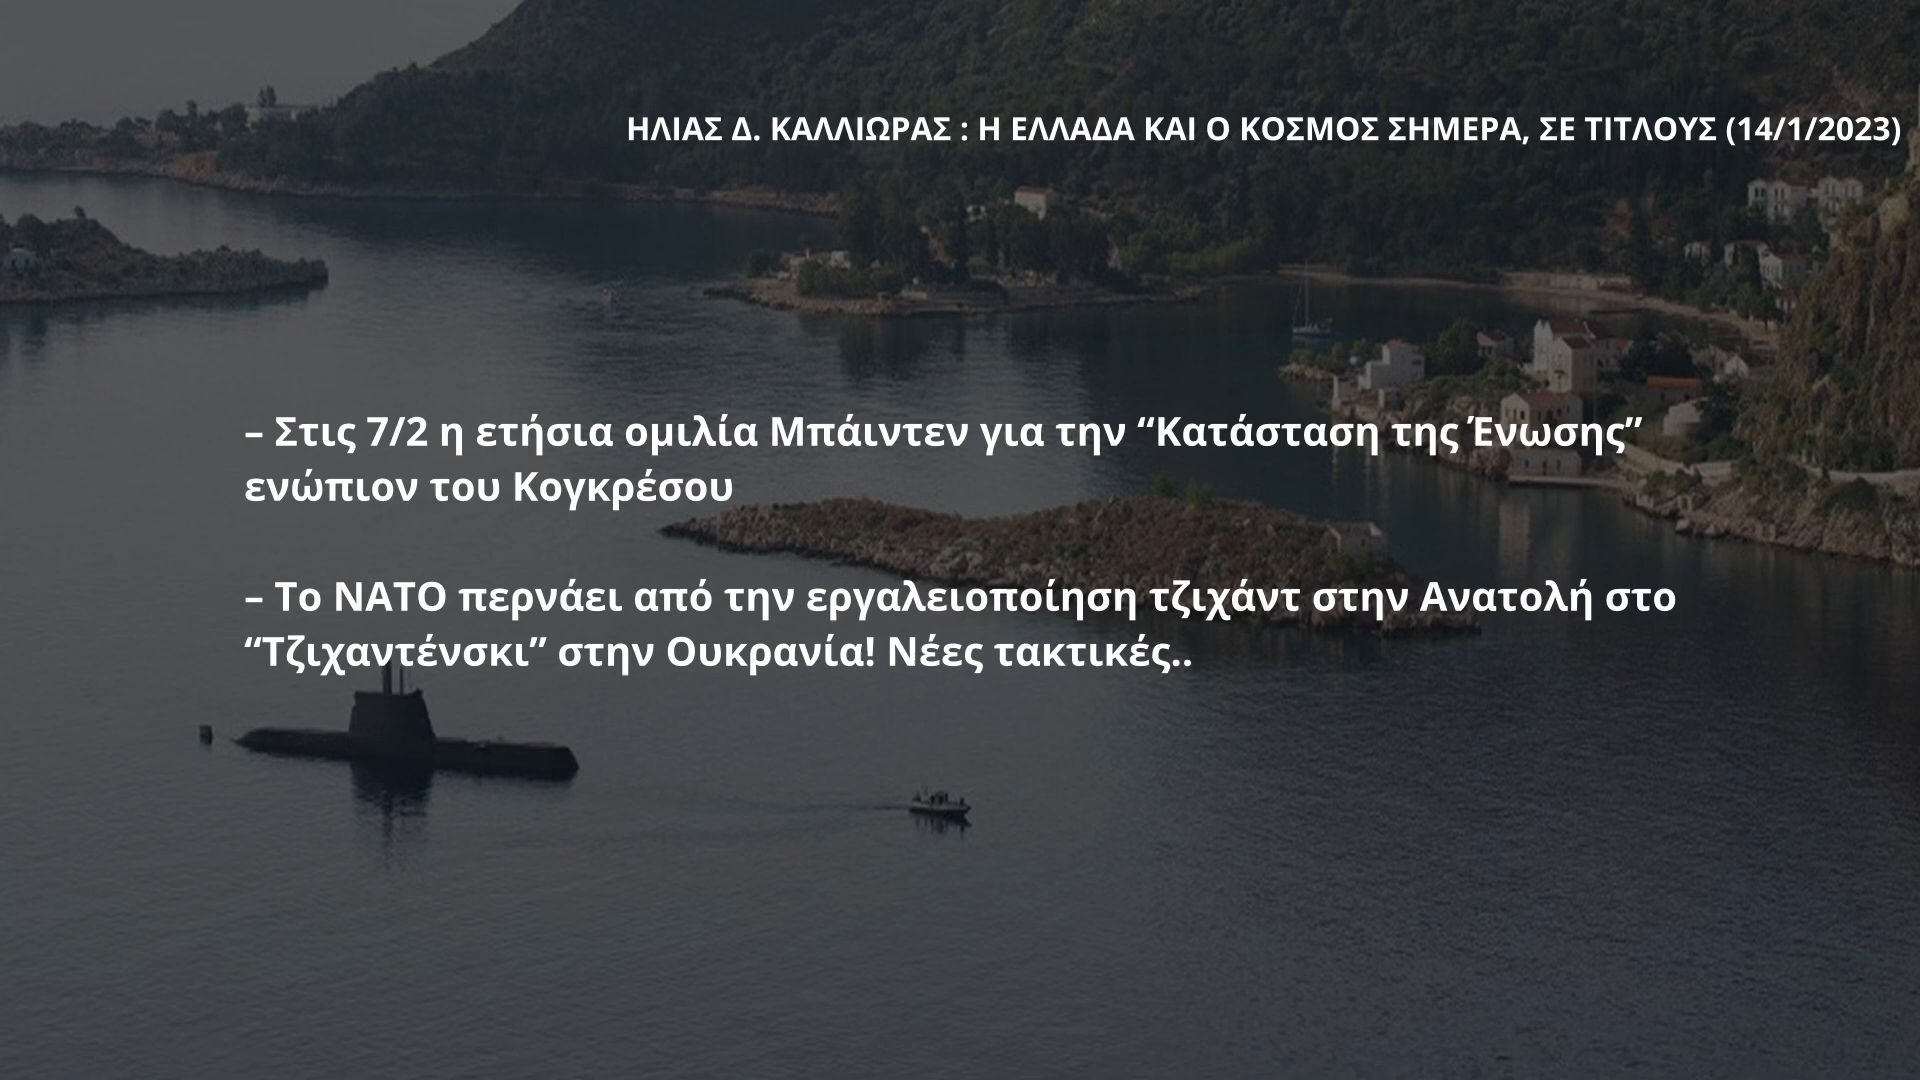 ΗΛΙΑΣ Δ. ΚΑΛΛΙΩΡΑΣ : Η ΕΛΛΑΔΑ ΚΑΙ Ο ΚΟΣΜΟΣ ΣΗΜΕΡΑ, ΣΕ ΤΙΤΛΟΥΣ (14/1/2023)
– Στις 7/2 η ετήσια ομιλία Μπάιντεν για την “Κατάσταση της Ένωσης”
ενώπιον του Κογκρέσου
– Το ΝΑΤΟ περνάει από την εργαλειοποίηση τζιχάντ στην Ανατολή στο
“Τζιχαντένσκι” στην Ουκρανία! Νέες τακτικές..